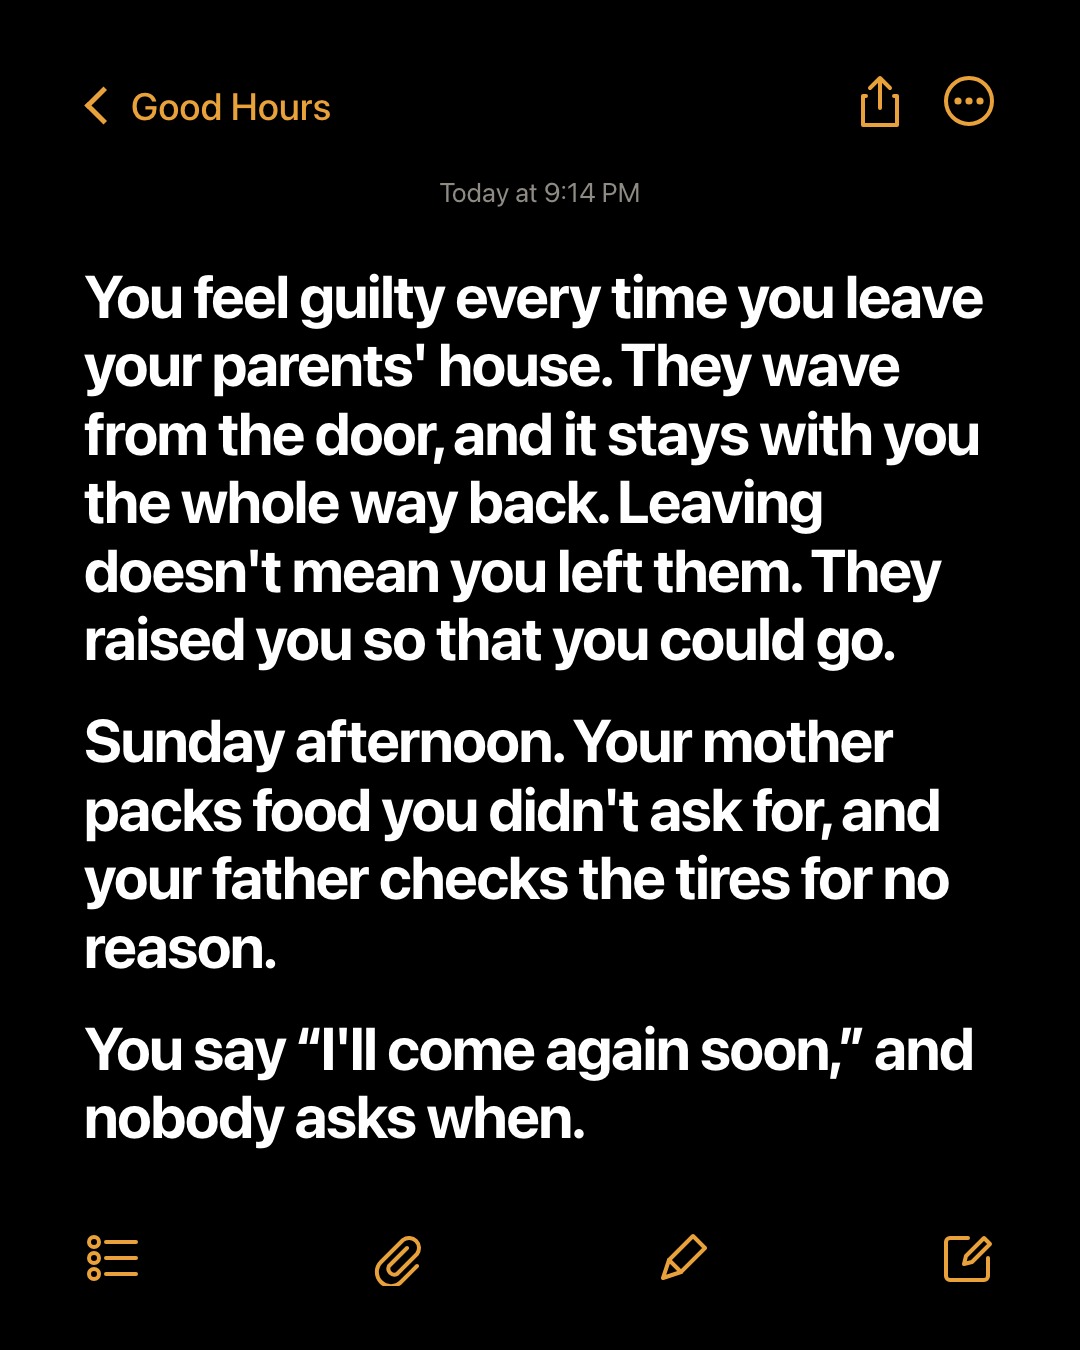 Good Hours
Today at 9:14 PM
You feel guilty every time you leave
your parents' house. They wave
from the door, and it stays with you
the whole way back. Leaving
doesn't mean you left them. They
raised you so that you could go.
Sunday afternoon. Your mother
packs food you didn't ask for, and
your father checks the tires for no
reason.
You say “I'll come again soon,” and
nobody asks when.